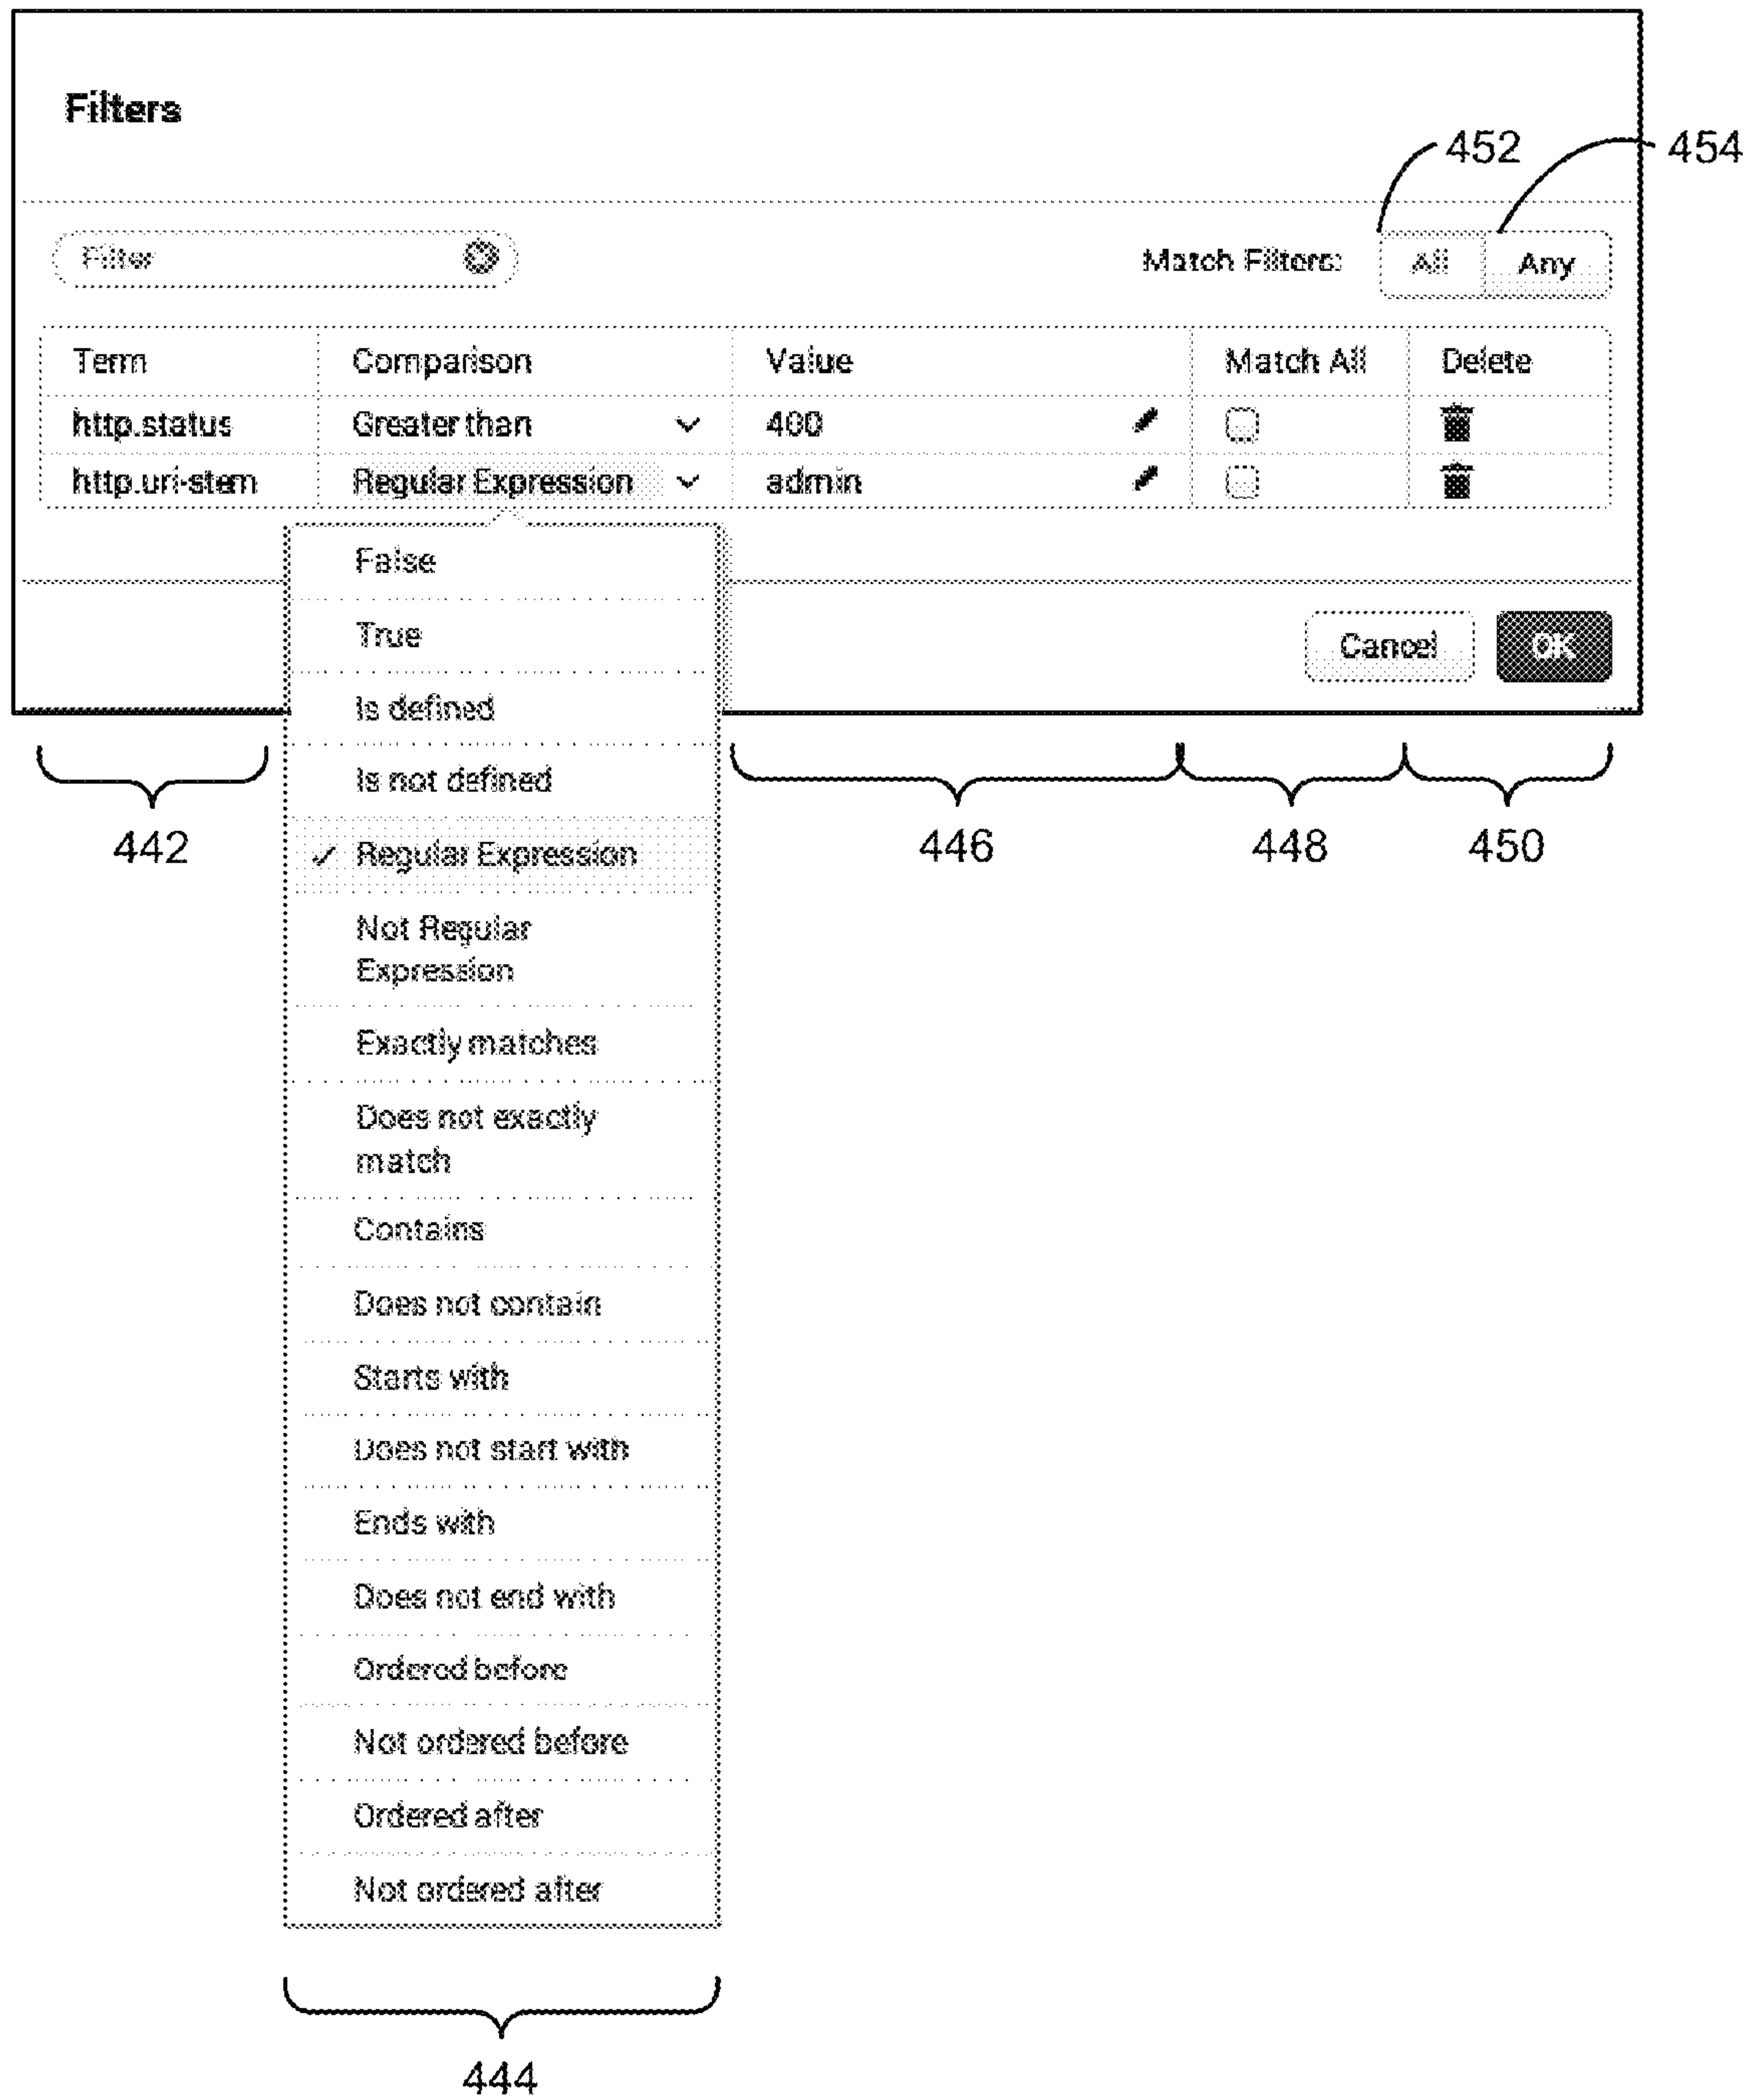 Filters
452
454
Filter
Match Filters:
All
Any
Term
Comparison
Value
Match All
Delete
http.status
Greater than
400
http.uri-stem
Regular Expression
admin
False
True
Cancel
OK
Is defined
Is not defined
442
446
448
450
✓ Regular Expression
Not Regular
Expression
Exactly matches
Does not exactly
match
Contains
Does not contain
Starts with
Does not start with
Ends with
Does not end with
Ordered before
Not ordered before
Ordered after
Not ordered after
444